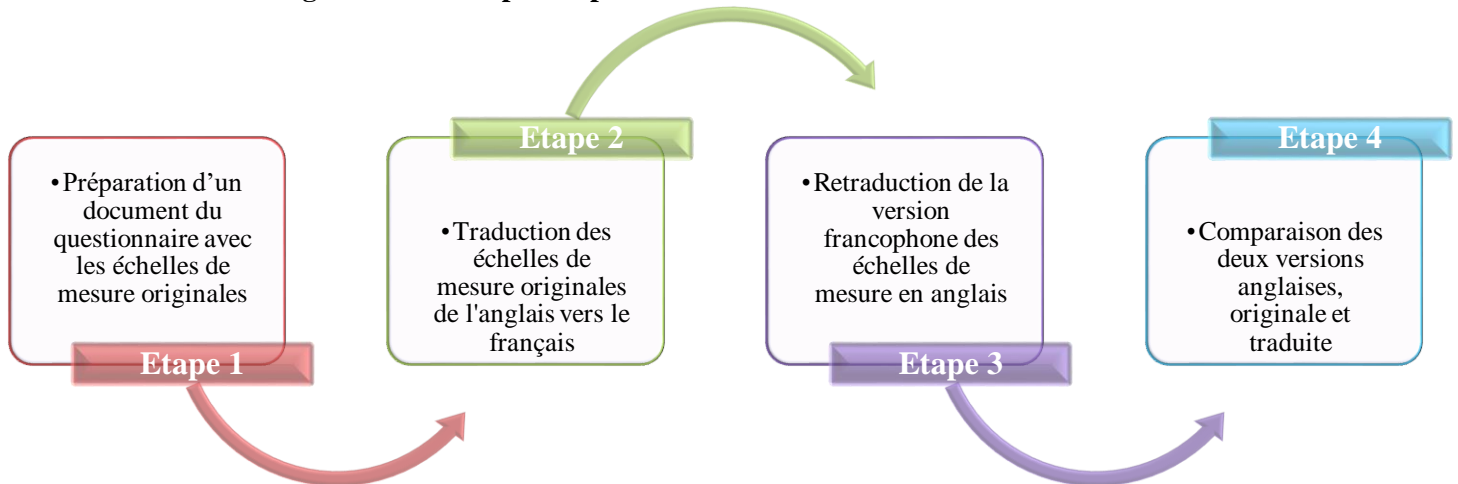 Etape 1
•Préparation d’un
document du
questionnaire avec
les échelles de
mesure originales
Etape 2
•Traduction des
échelles de
mesure originales
de l'anglais vers le
français
Etape 3
•Retraduction de la
version
francophone des
échelles de
mesure en anglais
Etape 4
•Comparaison des
deux versions
anglaises,
originale et
traduite